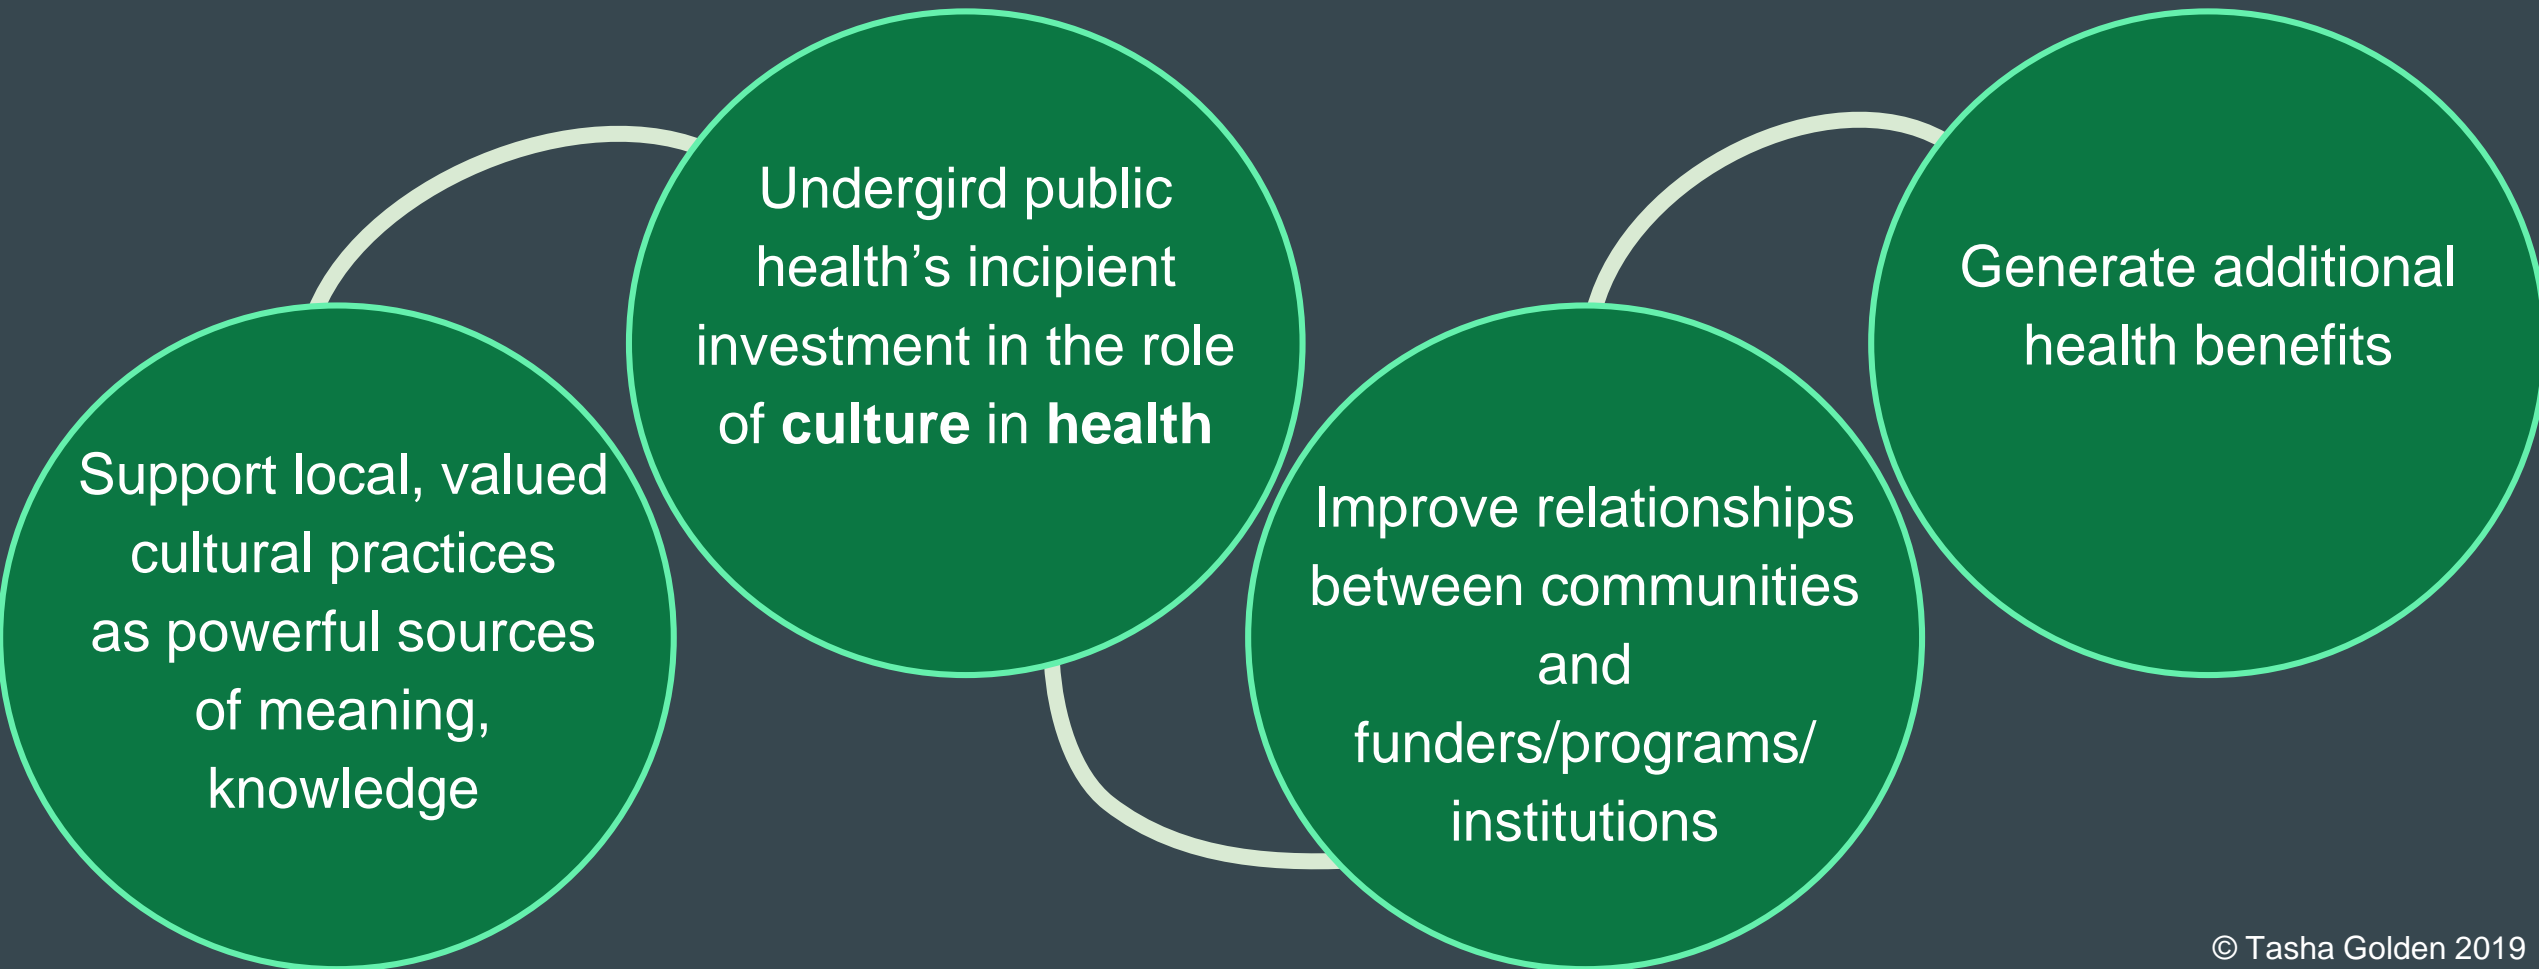 Support local, valued
cultural practices
as powerful sources
of meaning,
knowledge
Undergird public
health’s incipient
investment in the role
of culture in health
Improve relationships
between communities
and
funders/programs/
institutions
Generate additional
health benefits
© Tasha Golden 2019